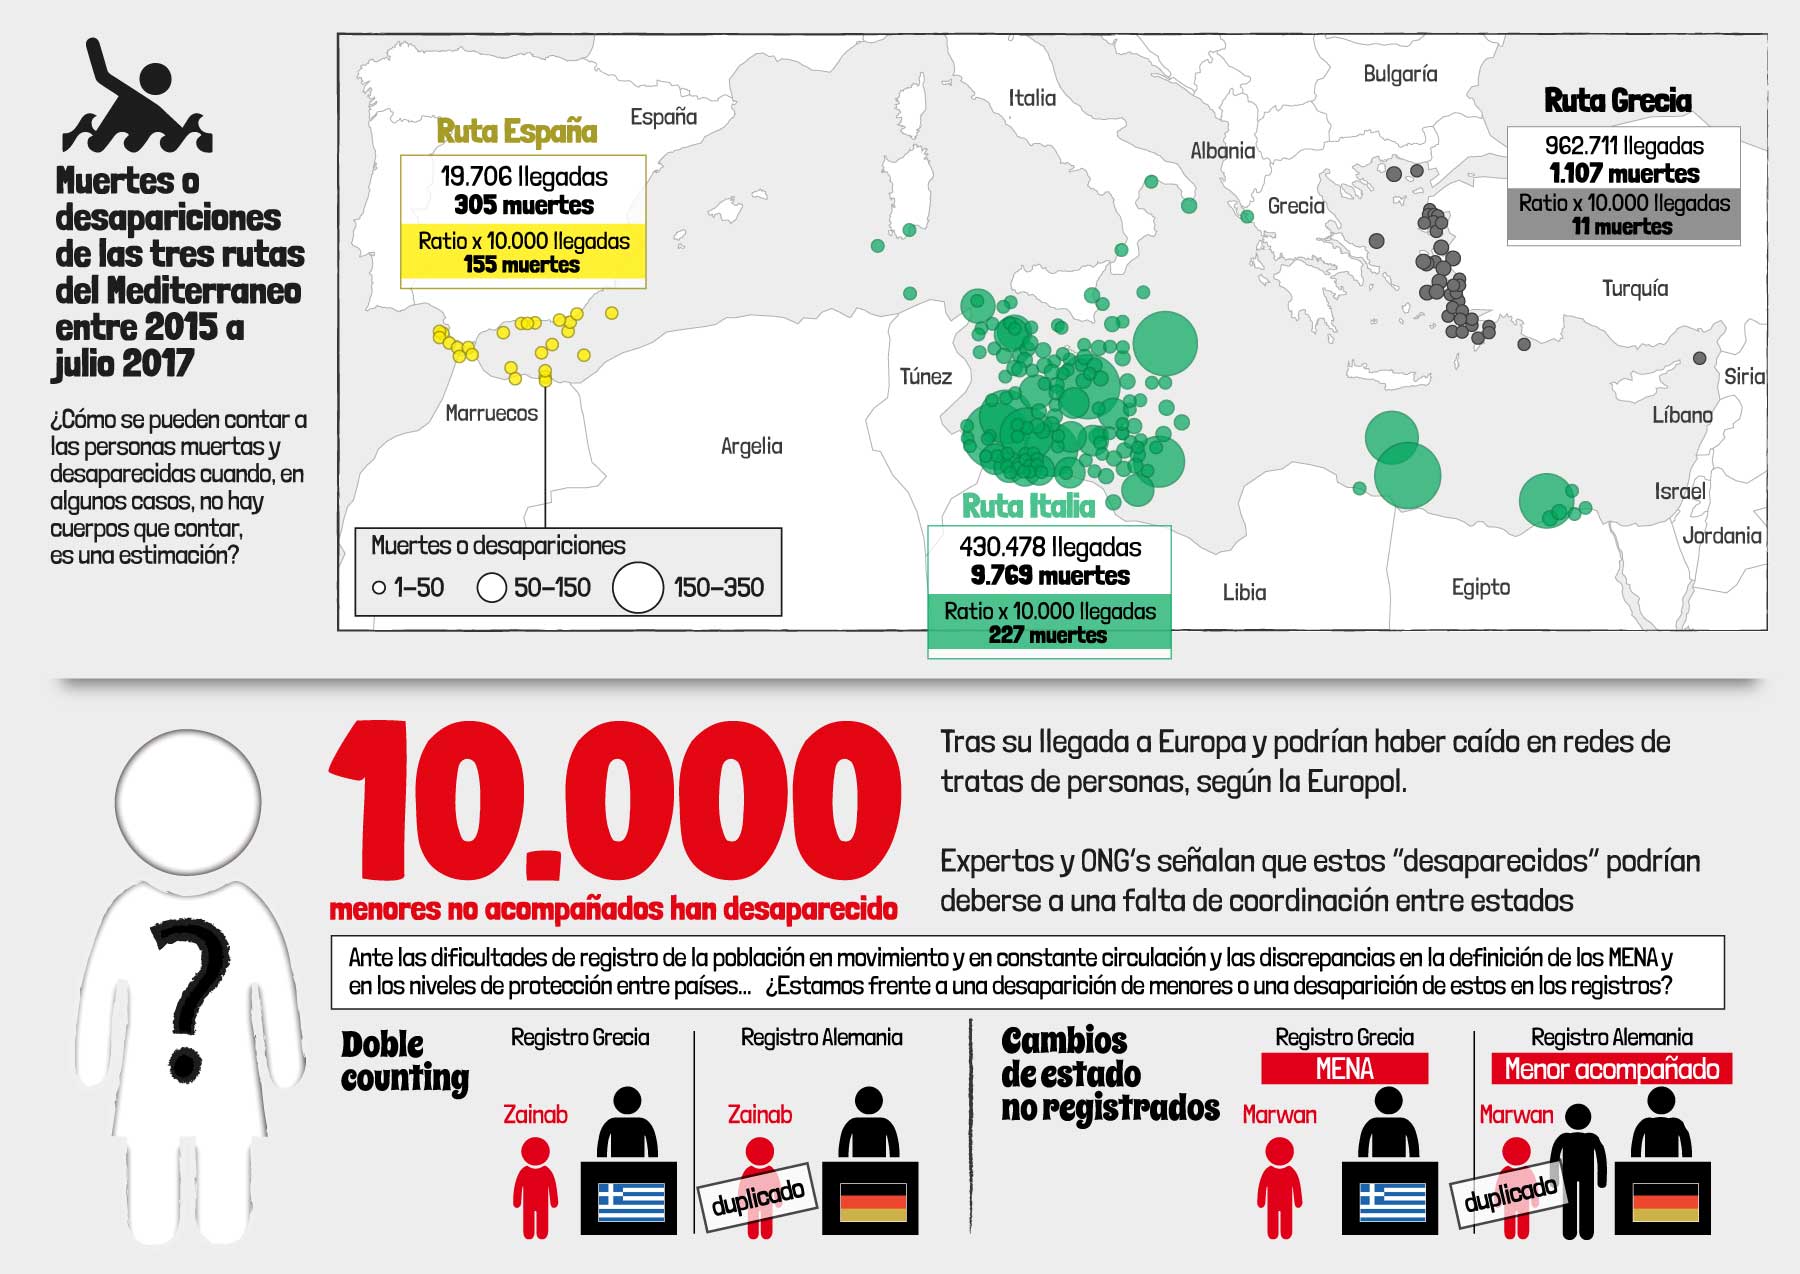 Muertes o
desapariciones
de las tres rutas
del Mediterraneo
entre 2015 a
julio 2017
¿Cómo se pueden contar a
las personas muertas y
desaparecidas cuando, en
algunos casos, no hay
cuerpos que contar,
es una estimación?
Ruta España
19.706 llegadas
305 muertes
Ratio x 10.000 llegadas
155 muertes
España
Italia
Bulgaría
Albania
Grecia
Turquía
Siria
Líbano
Israel
Jordania
Egipto
Libia
Túnez
Argelia
Marruecos
Ruta Grecia
962.711 llegadas
1.107 muertes
Ratio x 10.000 llegadas
11 muertes
Ruta Italia
430.478 llegadas
9.769 muertes
Ratio x 10.000 llegadas
227 muertes
Muertes o desapariciones
1-50
50-150
150-350
10.000
menores no acompañados han desaparecido
Tras su llegada a Europa y podrían haber caído en redes de
tratas de personas, según la Europol.
Expertos y ONG's señalan que estos "desaparecidos" podrían
deberse a una falta de coordinación entre estados
?
Ante las dificultades de registro de la población en movimiento y en constante circulación y las discrepancias en la definición de los MENA y
en los niveles de protección entre países... ¿Estamos frente a una desaparición de menores o una desaparición de estos en los registros?
Doble
counting
Registro Grecia
Zainab
Registro Alemania
Zainab
duplicado
Cambios
de estado
no registrados
Registro Grecia
MENA
Marwan
Registro Alemania
Menor acompañado
Marwan
duplicado